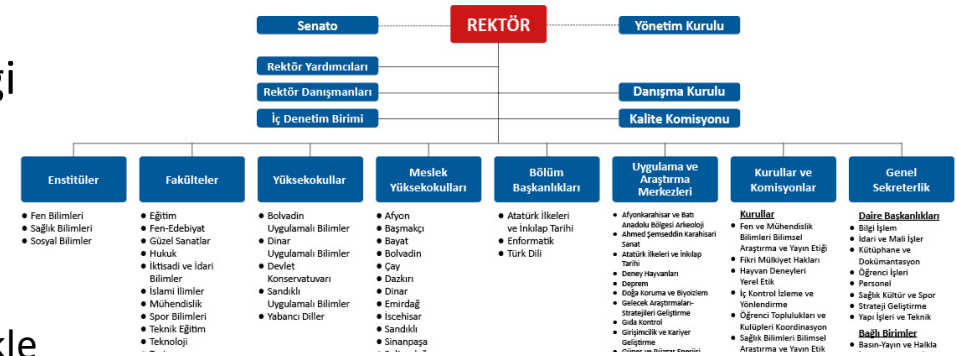 REKTÖR
Senato
Yönetim Kurulu
Rektör Yardımcıları
Rektör Danışmanları
İç Denetim Birimi
Danışma Kurulu
Kalite Komisyonu
gi
kle
Enstitüler
● Fen Bilimleri
● Sağlık Bilimleri
● Sosyal Bilimler
Fakülteler
● Eğitim
● Fen-Edebiyat
● Güzel Sanatlar
● Hukuk
● İktisadi ve İdari
Bilimler
● İslami İlimler
● Mühendislik
● Spor Bilimleri
● Teknik Eğitim
● Teknoloji
Yüksekokullar
● Bolvadin
Uygulamalı Bilimler
● Dinar
Uygulamalı Bilimler
● Devlet
Konservatuvarı
● Sandıklı
Uygulamalı Bilimler
● Yabancı Diller
Meslek
Yüksekokulları
● Afyon
● Başmakçı
● Bayat
● Bolvadin
● Çay
● Dazkırı
● Dinar
● Emirdağ
● İscehisar
● Sandıklı
● Sinanpaşa
Bölüm
Başkanlıkları
● Atatürk İlkeleri
ve İnkılap Tarihi
● Enformatik
● Türk Dili
Uygulama ve
Araştırma
Merkezleri
● Afyonkarahisar ve Batı
Anadolu Bölgesi Arkeoloji
● Ahmed Şemseddin Karahisari
Sanat
● Atatürk İlkeleri ve İnkılap
Tarihi
● Deney Hayvanları
● Deprem
● Doğa Koruma ve Biyoizlem
● Gelecek Araştırmaları-
Stratejileri Geliştirme
● Gıda Kontrol
● Girişimcilik ve Kariyer
Geliştirme
● Güneş ve Rüzgar Enerjisi
Kurullar ve
Komisyonlar
Kurullar
● Fen ve Mühendislik
Bilimleri Bilimsel
Araştırma ve Yayın Etiği
● Fikri Mülkiyet Hakları
● Hayvan Deneyleri
Yerel Etik
● İç Kontrol İzleme ve
Yönlendirme
● Öğrenci Toplulukları ve
Kulüpleri Koordinasyon
● Sağlık Bilimleri Bilimsel
Araştırma ve Yayın Etik
Genel
Sekreterlik
Daire Başkanlıkları
● Bilgi İşlem
● İdari ve Mali İşler
● Kütüphane ve
Dokümantasyon
● Öğrenci İşleri
● Personel
● Sağlık Kültür ve Spor
● Strateji Geliştirme
● Yapı İşleri ve Teknik
Bağlı Birimler
● Basın-Yayın ve Halkla